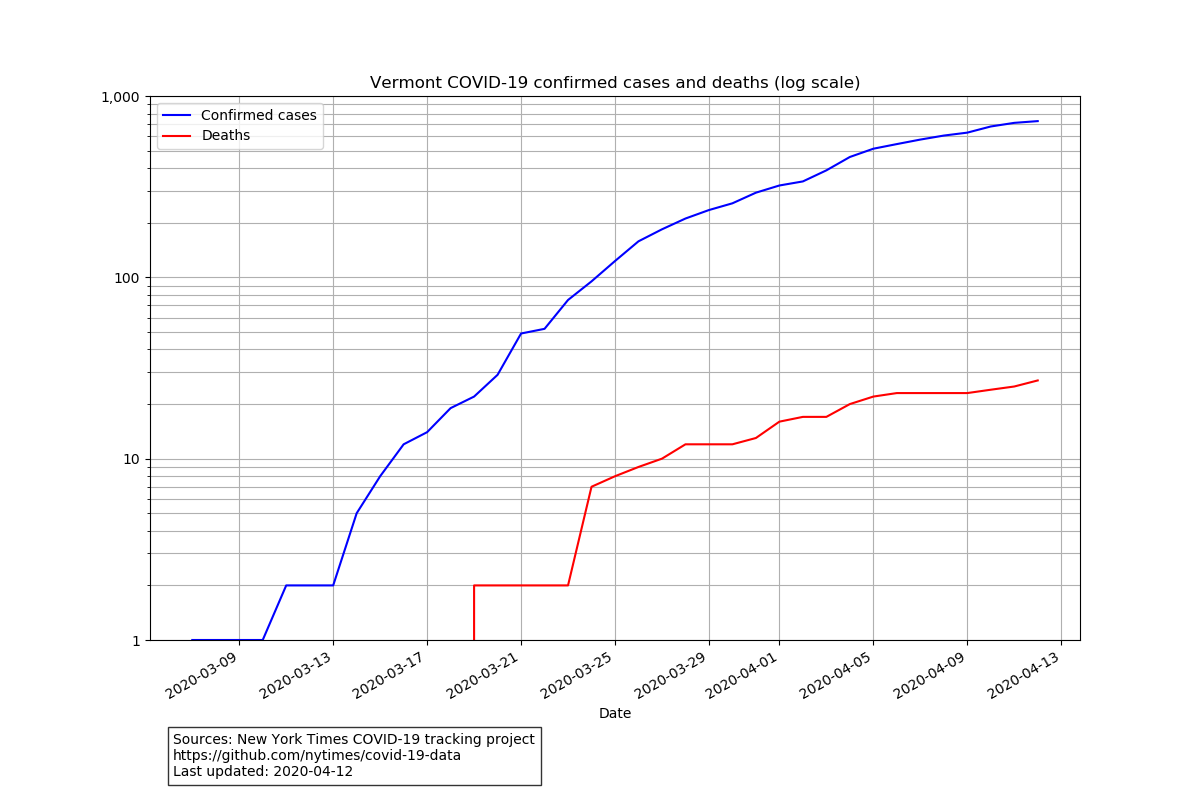 Vermont COVID-19 confirmed cases and deaths (log scale)
1,000
100
10
1
Confirmed cases
Deaths
2020-03-09
2020-03-13
2020-03-17
2020-03-21
2020-03-25
2020-03-29
2020-04-01
2020-04-05
2020-04-09
2020-04-13
Date
Sources: New York Times COVID-19 tracking project
https://github.com/nytimes/covid-19-data
Last updated: 2020-04-12